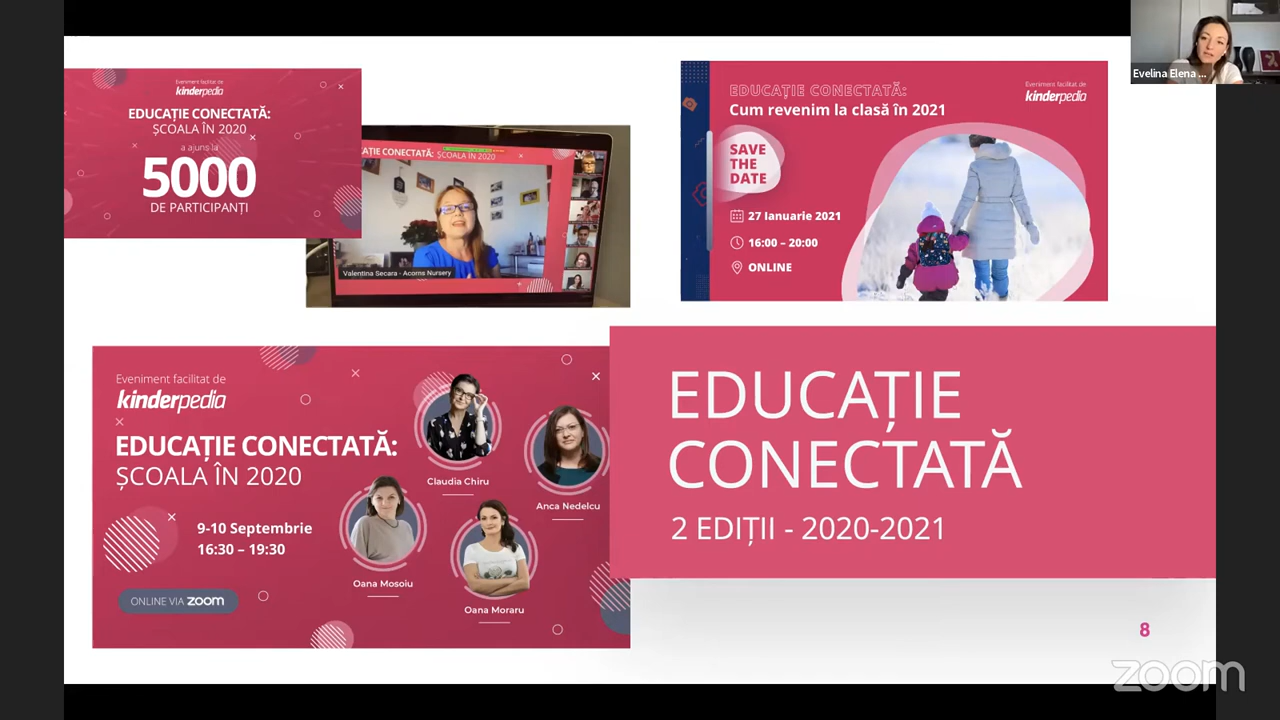 Evelina Elena ...
Eveniment facilitat de
kinderpedia
EDUCAȚIE CONECTATĂ:
ȘCOALA ÎN 2020
a ajuns la
5000
DE PARTICIPANȚI
CONECTATĂ: ȘCOALA ÎN 2020
Valentina Secara - Acorns Nursery
EDUCAȚIE CONECTATĂ:
Cum revenim la clasă în 2021
Eveniment facilitat de
kinderpedia
SAVE
THE
DATE
27 Ianuarie 2021
16:00 – 20:00
ONLINE
Eveniment facilitat de
kinderpedia
EDUCAȚIE CONECTATĂ:
ȘCOALA ÎN 2020
9-10 Septembrie
16:30 – 19:30
ONLINE VIA zoom
Claudia Chiru
Anca Nedelcu
Oana Mosoiu
Oana Moraru
EDUCAȚIE
CONECTATĂ
2 EDIȚII - 2020-2021
8
zoom